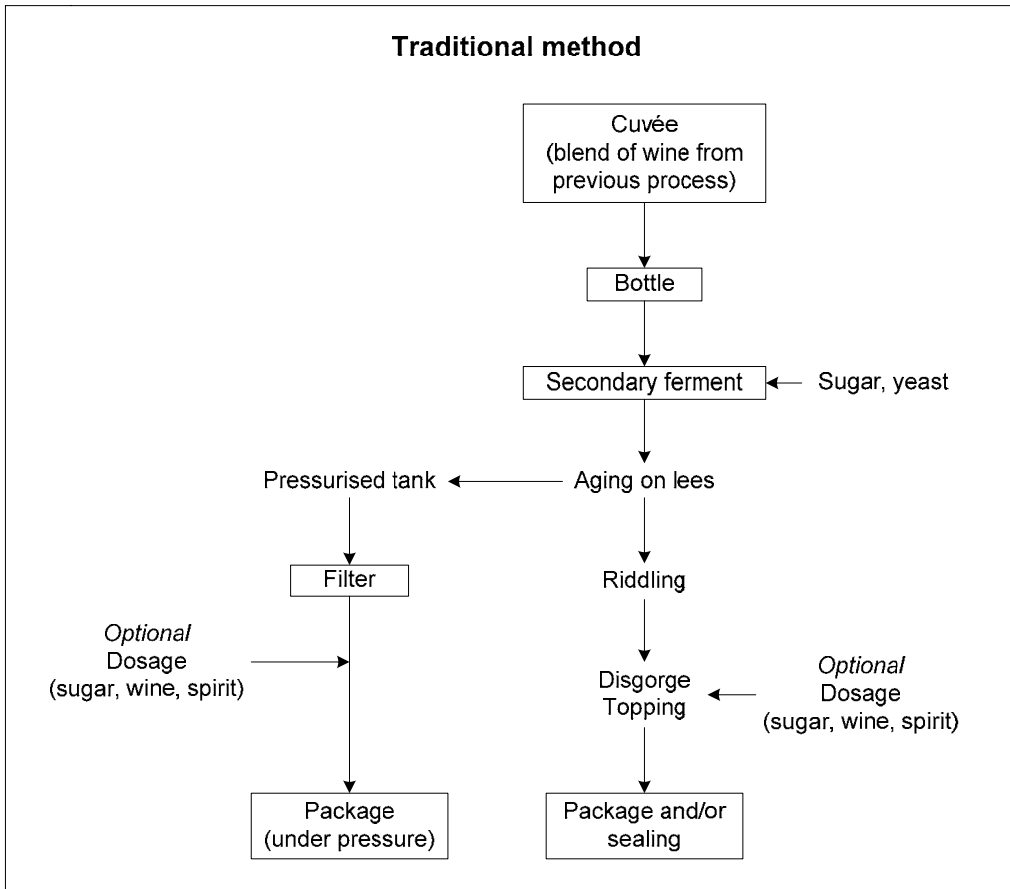 Traditional method
Cuvée
(blend of wine from
previous process)
Bottle
Secondary ferment
Sugar, yeast
Pressurised tank
Aging on lees
Filter
Riddling
Optional
Dosage
(sugar, wine, spirit)
Disgorge
Topping
Optional
Dosage
(sugar, wine, spirit)
Package
(under pressure)
Package and/or
sealing